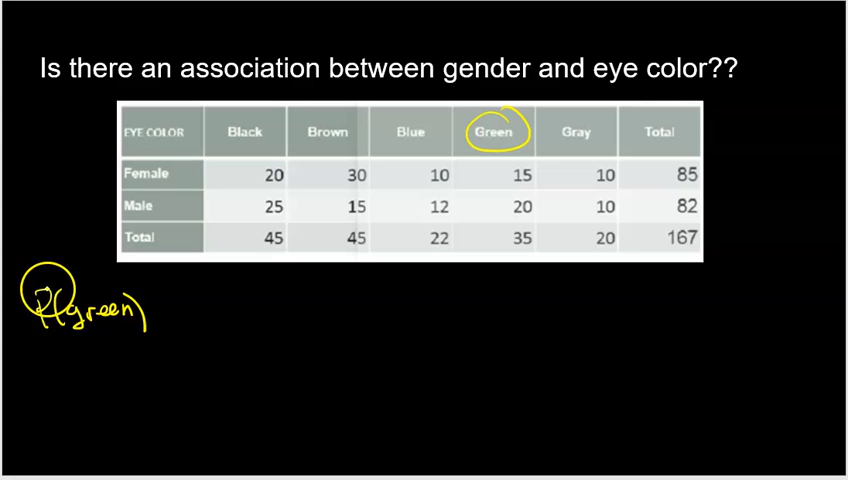 Is there an association between gender and eye color??
EYE COLOR Black Brown Blue Green Gray Total
Female 20 30 10 15 10 85
Male 25 15 12 20 10 82
Total 45 45 22 35 20 167
P(green)